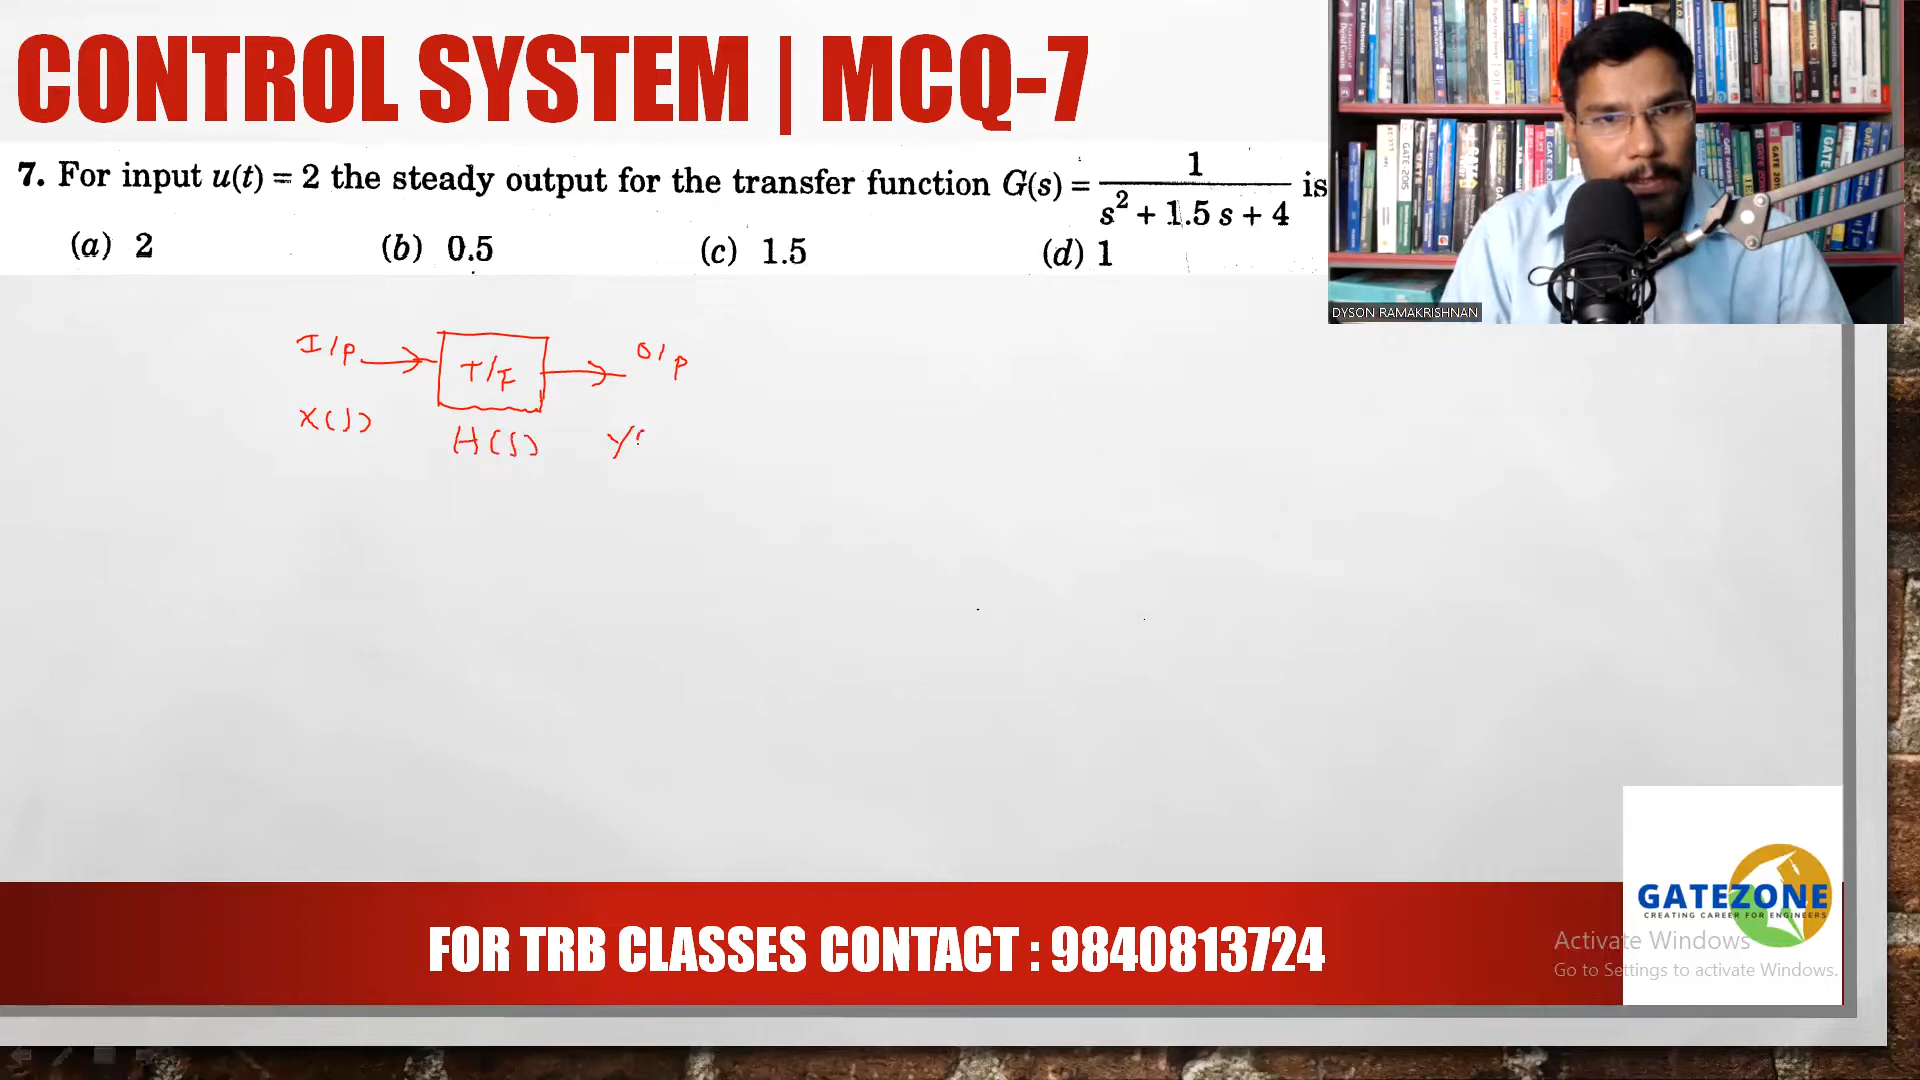 CONTROL SYSTEM | MCQ-7
7. For input u(t) = 2 the steady output for the transfer function G(s) = 1 / (s² + 1.5 s + 4) is
(a) 2 (b) 0.5 (c) 1.5 (d) 1
DYSON RAMAKRISHNAN
I/P T/F O/P
X(s) H(s) Y(
GATEZONE
CREATING CAREER FOR ENGINEERS
FOR TRB CLASSES CONTACT : 9840813724
Activate Windows
Go to Settings to activate Windows.